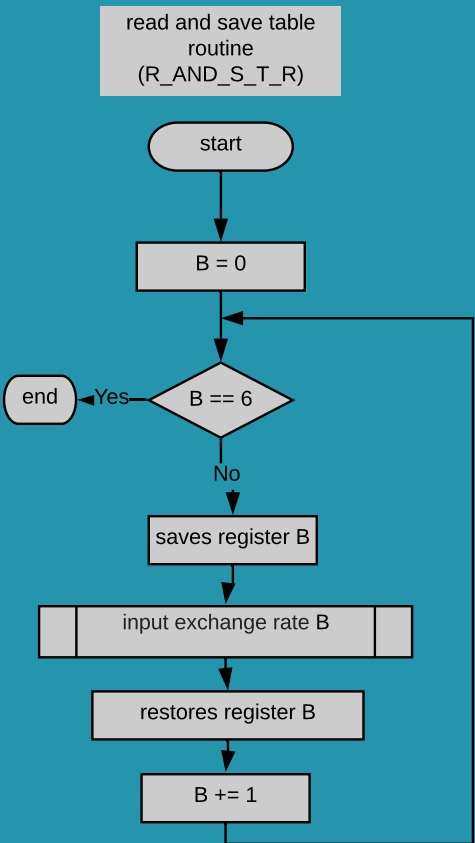 read and save table
routine
(R_AND_S_T_R)
start
B = 0
B == 6
Yes
end
No
saves register B
input exchange rate B
restores register B
B += 1